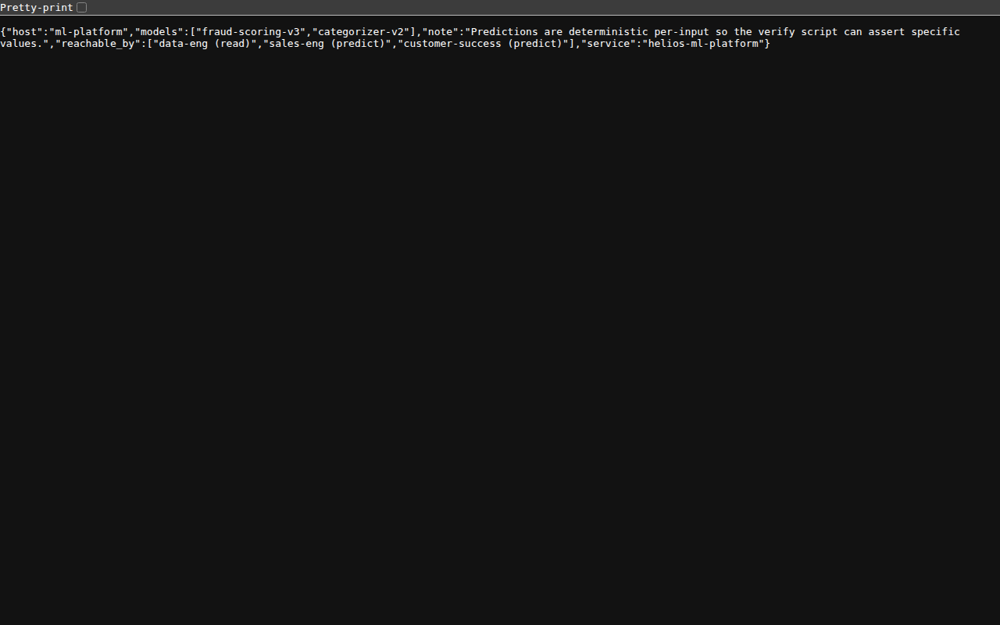 Pretty-print
{"host":"ml-platform","models":["fraud-scoring-v3","categorizer-v2"],"note":"Predictions are deterministic per-input so the verify script can assert specific
values.","reachable_by":["data-eng (read)","sales-eng (predict)","customer-success (predict)"],"service":"helios-ml-platform"}